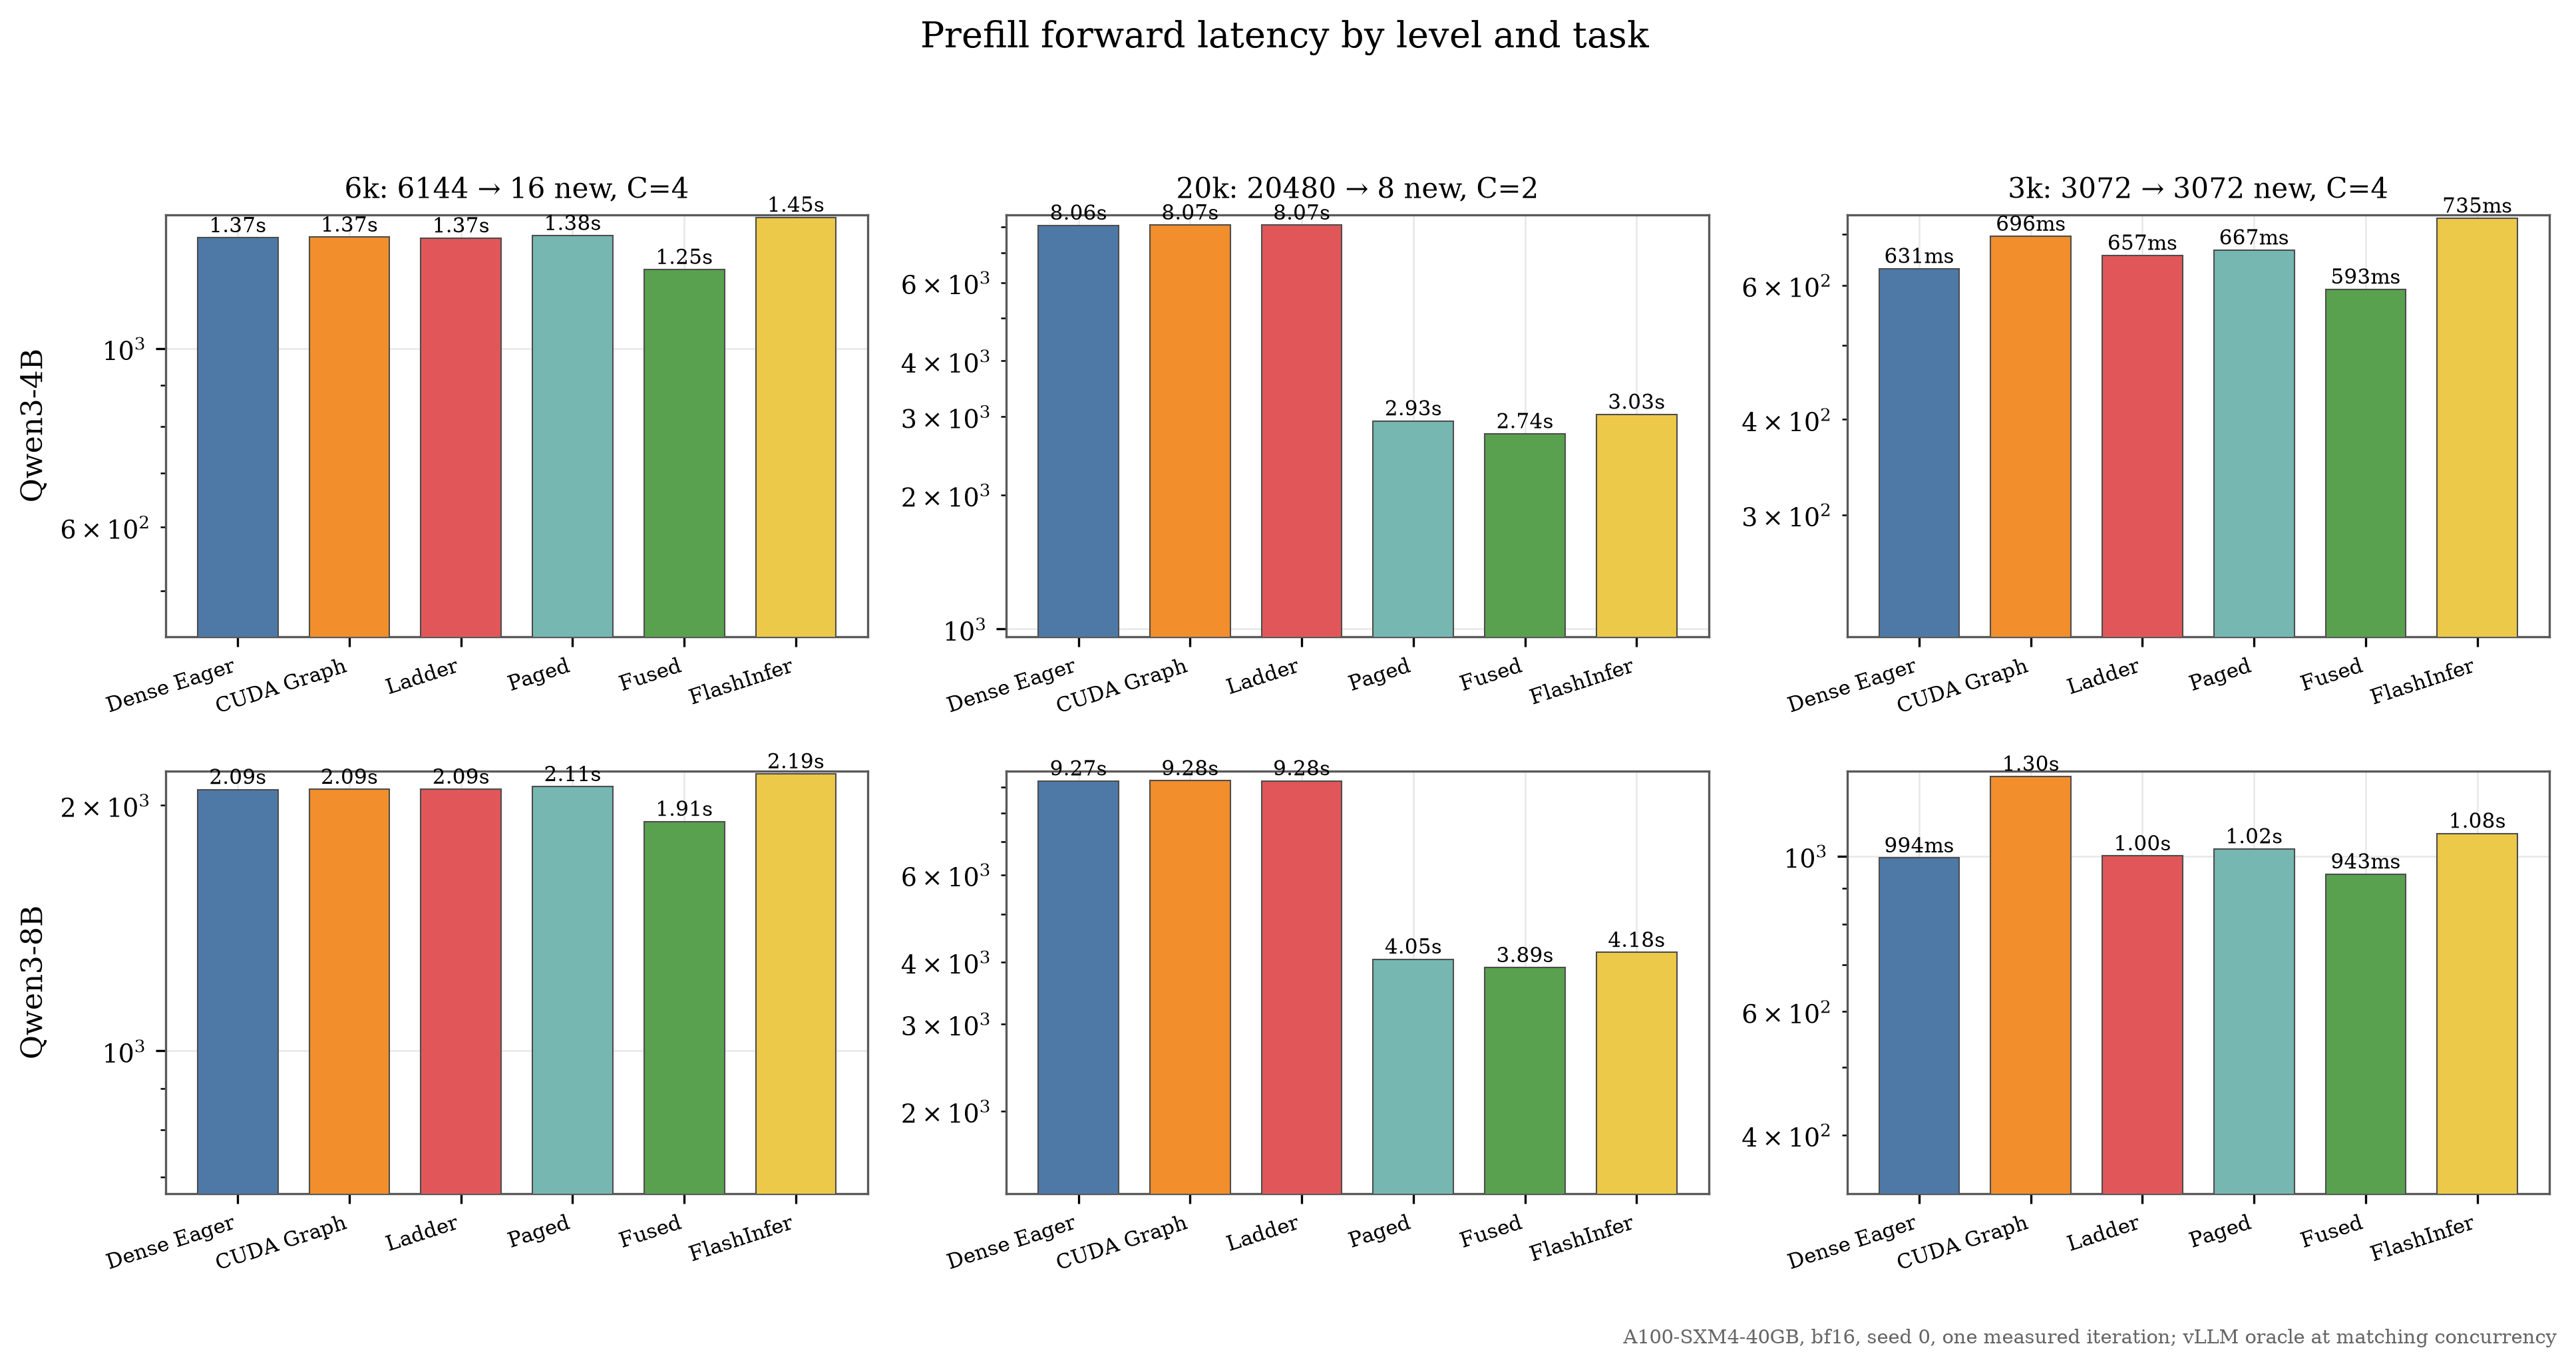 Prefill forward latency by level and task
6k: 6144 → 16 new, C=4
20k: 20480 → 8 new, C=2
3k: 3072 → 3072 new, C=4
Qwen3-4B
10³
6 × 10²
1.37s
1.37s
1.37s
1.38s
1.25s
1.45s
Dense Eager
CUDA Graph
Ladder
Paged
Fused
FlashInfer
6 × 10³
4 × 10³
3 × 10³
2 × 10³
10³
8.06s
8.07s
8.07s
2.93s
2.74s
3.03s
Dense Eager
CUDA Graph
Ladder
Paged
Fused
FlashInfer
6 × 10²
4 × 10²
3 × 10²
631ms
696ms
657ms
667ms
593ms
735ms
Dense Eager
CUDA Graph
Ladder
Paged
Fused
FlashInfer
Qwen3-8B
2 × 10³
10³
2.09s
2.09s
2.09s
2.11s
1.91s
2.19s
Dense Eager
CUDA Graph
Ladder
Paged
Fused
FlashInfer
6 × 10³
4 × 10³
3 × 10³
2 × 10³
9.27s
9.28s
9.28s
4.05s
3.89s
4.18s
Dense Eager
CUDA Graph
Ladder
Paged
Fused
FlashInfer
10³
6 × 10²
4 × 10²
994ms
1.30s
1.00s
1.02s
943ms
1.08s
Dense Eager
CUDA Graph
Ladder
Paged
Fused
FlashInfer
A100-SXM4-40GB, bf16, seed 0, one measured iteration; vLLM oracle at matching concurrency